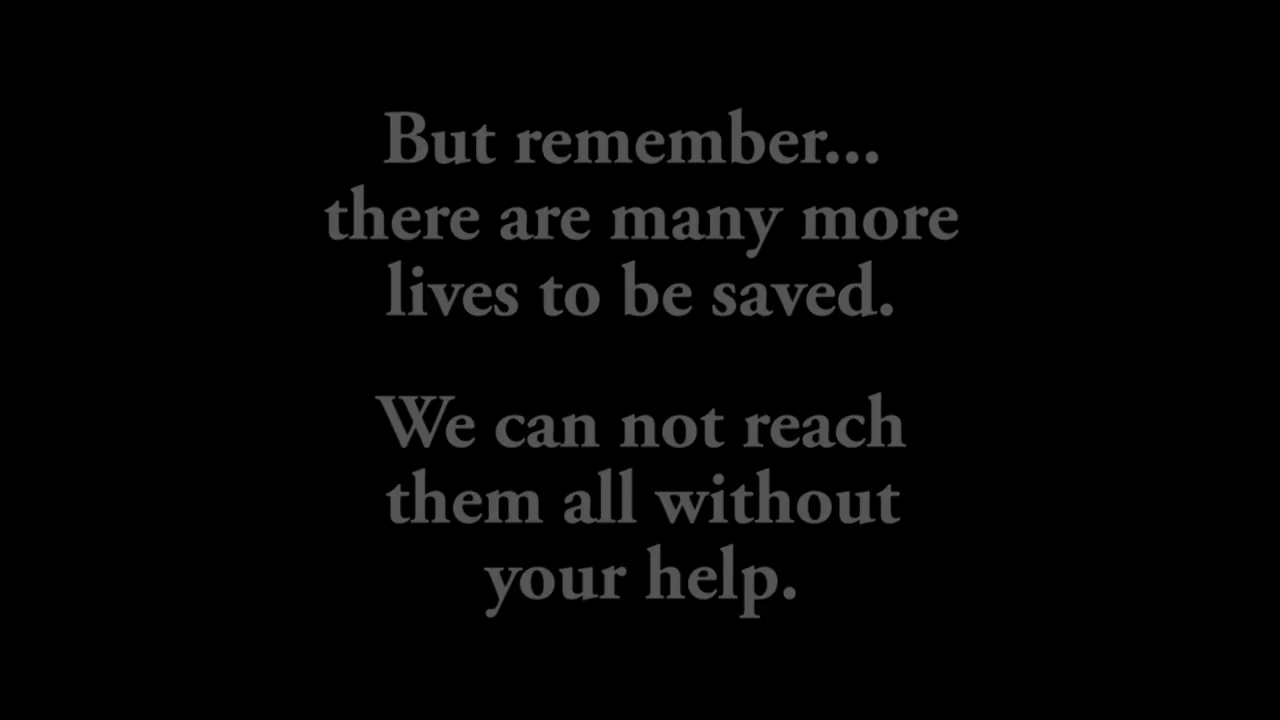 But remember...
there are many more
lives to be saved.
We can not reach
them all without
your help.